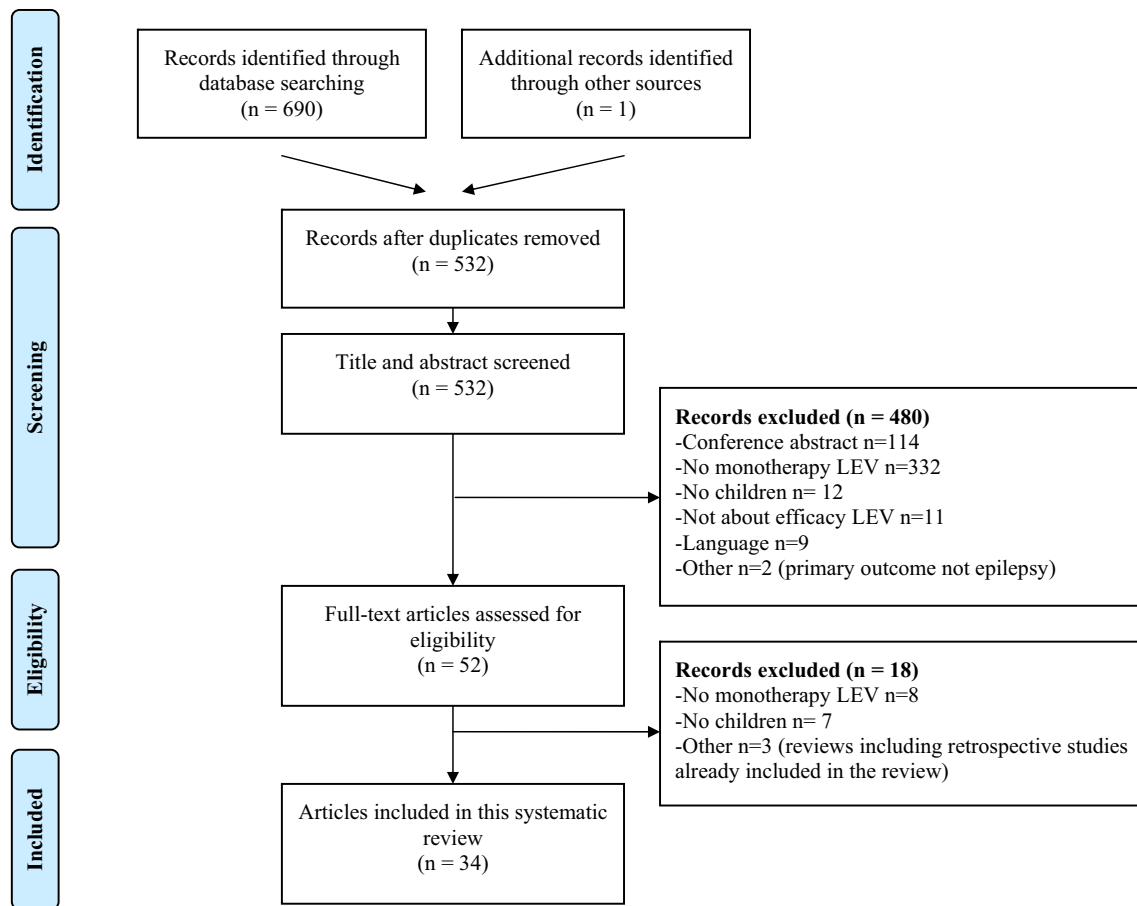 Identification
Records identified through
database searching
(n = 690)
Additional records identified
through other sources
(n = 1)
Screening
Records after duplicates removed
(n = 532)
Title and abstract screened
(n = 532)
Records excluded (n = 480)
-Conference abstract n=114
-No monotherapy LEV n=332
-No children n= 12
-Not about efficacy LEV n=11
-Language n=9
-Other n=2 (primary outcome not epilepsy)
Eligibility
Full-text articles assessed for
eligibility
(n = 52)
Records excluded (n = 18)
-No monotherapy LEV n=8
-No children n= 7
-Other n=3 (reviews including retrospective studies
already included in the review)
Included
Articles included in this systematic
review
(n = 34)